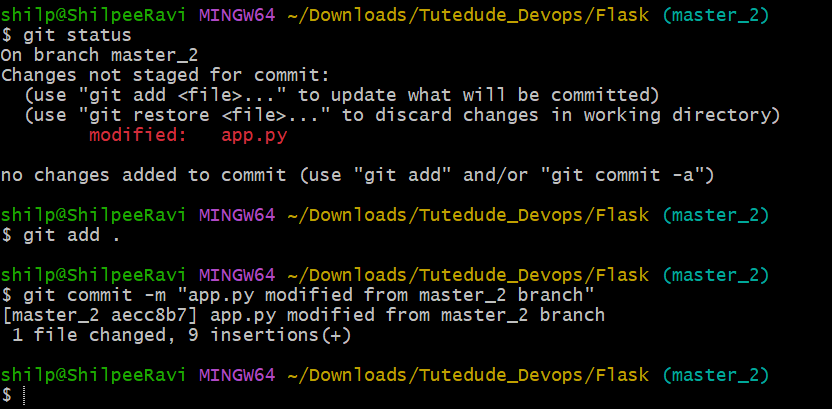 shilp@ShilpeeRavi MINGW64 ~/Downloads/Tutedude_Devops/Flask (master_2)
$ git status
On branch master_2
Changes not staged for commit:
  (use "git add <file>..." to update what will be committed)
  (use "git restore <file>..." to discard changes in working directory)
        modified:   app.py

no changes added to commit (use "git add" and/or "git commit -a")

shilp@ShilpeeRavi MINGW64 ~/Downloads/Tutedude_Devops/Flask (master_2)
$ git add .

shilp@ShilpeeRavi MINGW64 ~/Downloads/Tutedude_Devops/Flask (master_2)
$ git commit -m "app.py modified from master_2 branch"
[master_2 aecc8b7] app.py modified from master_2 branch
 1 file changed, 9 insertions(+)

shilp@ShilpeeRavi MINGW64 ~/Downloads/Tutedude_Devops/Flask (master_2)
$